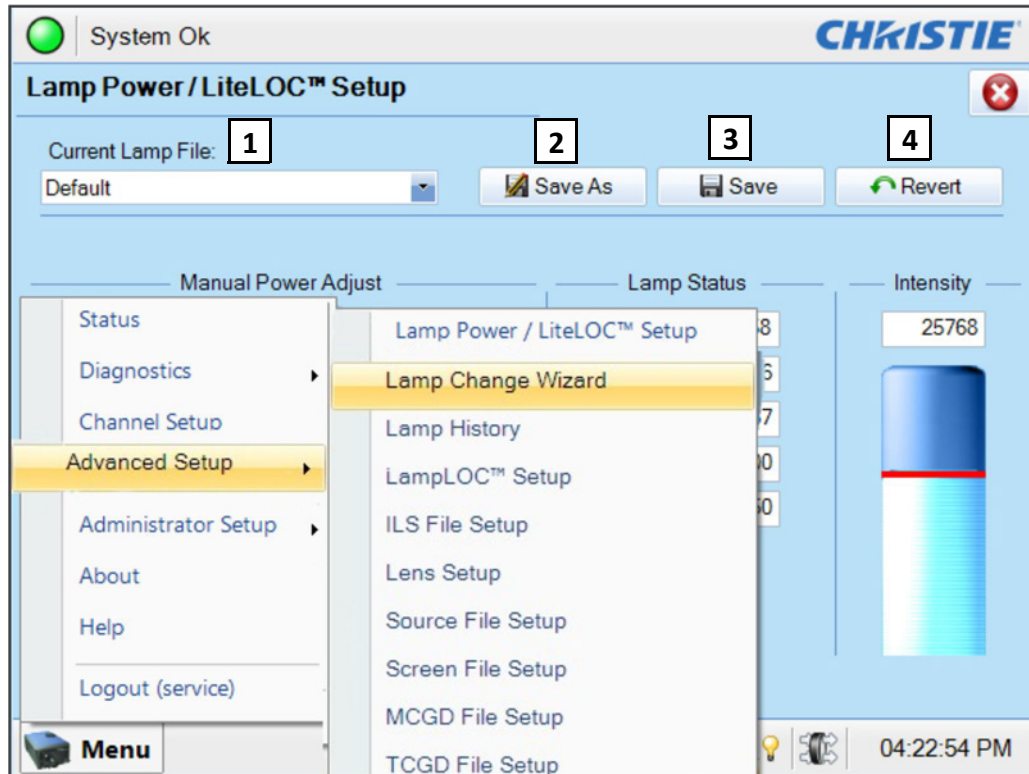 System Ok
CHRISTIE
Lamp Power / LiteLOC™ Setup
Current Lamp File:
1
2
3
4
Default
Save As
Save
Revert
Manual Power Adjust
Lamp Status
Intensity
25768
Status
Diagnostics
Channel Setup
Advanced Setup
Administrator Setup
About
Help
Logout (service)
Lamp Power / LiteLOC™ Setup
Lamp Change Wizard
Lamp History
LampLOC™ Setup
ILS File Setup
Lens Setup
Source File Setup
Screen File Setup
MCGD File Setup
TCGD File Setup
Menu
04:22:54 PM